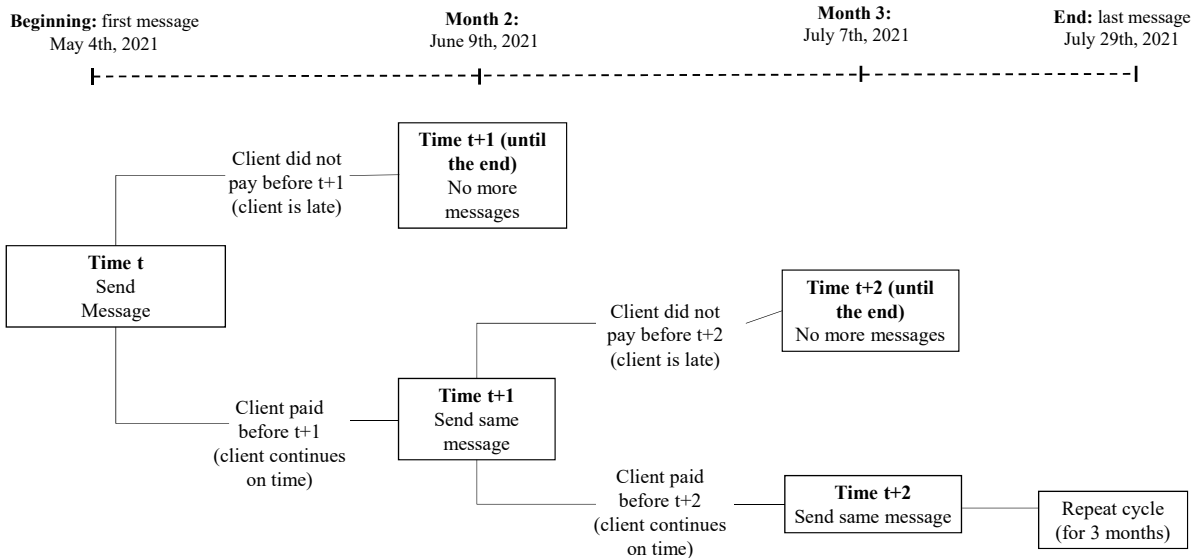 Beginning: first message
May 4th, 2021
Month 2:
June 9th, 2021
Month 3:
July 7th, 2021
End: last message
July 29th, 2021
Client did not
pay before t+1
(client is late)
Time t+1 (until
the end)
No more
messages
Time t
Send
Message
Client did not
pay before t+2
(client is late)
Time t+2 (until
the end)
No more messages
Client paid
before t+1
(client continues
on time)
Time t+1
Send same
message
Client paid
before t+2
(client continues
on time)
Time t+2
Send same message
Repeat cycle
(for 3 months)